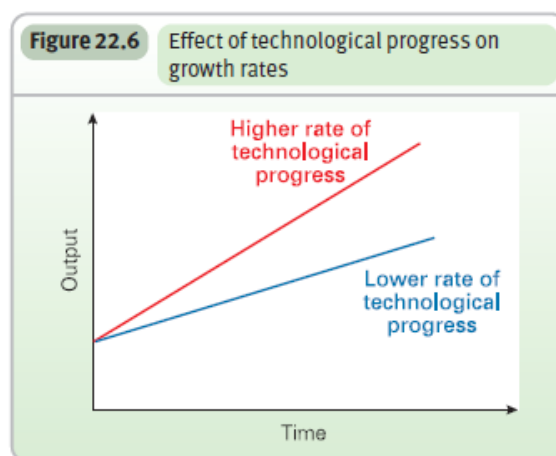 Figure 22.6 Effect of technological progress on
growth rates
Higher rate of
technological
progress
Output
Lower rate of
technological
progress
Time